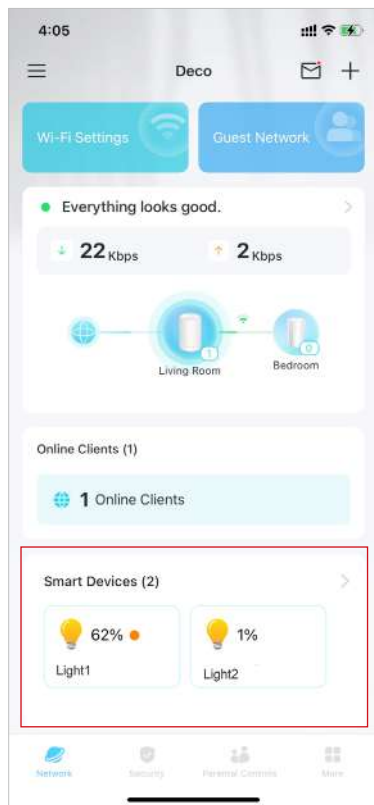 4:05
Deco
Wi-Fi Settings
Guest Network
Everything looks good.
22 Kbps
2 Kbps
1
0
Living Room
Bedroom
Online Clients (1)
1 Online Clients
Smart Devices (2)
62%
1%
Light1
Light2
Network
Security
Parental Controls
More